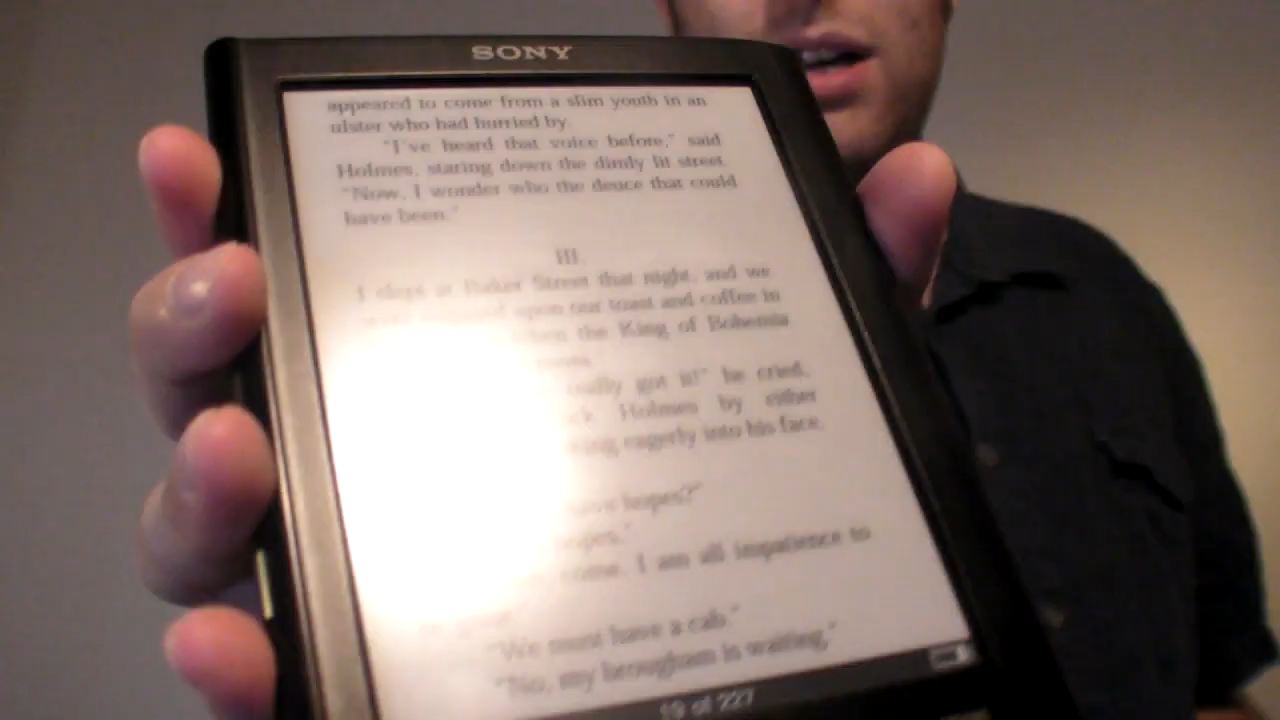 SONY
appeared to come from a slim youth in an
ulster who had hurried by.
"I've heard that voice before," said
Holmes, staring down the dimly lit street.
"Now, I wonder who the deuce that could
have been."
III.
I slept at Baker Street that night, and we
upon our toast and coffee in
the King of Bohemia
got it!" he cried,
Holmes by either
eagerly into his face.
hopes?"
come. I am all impatience to
"We must have a cab."
"No, my brougham is waiting."
19 of 227